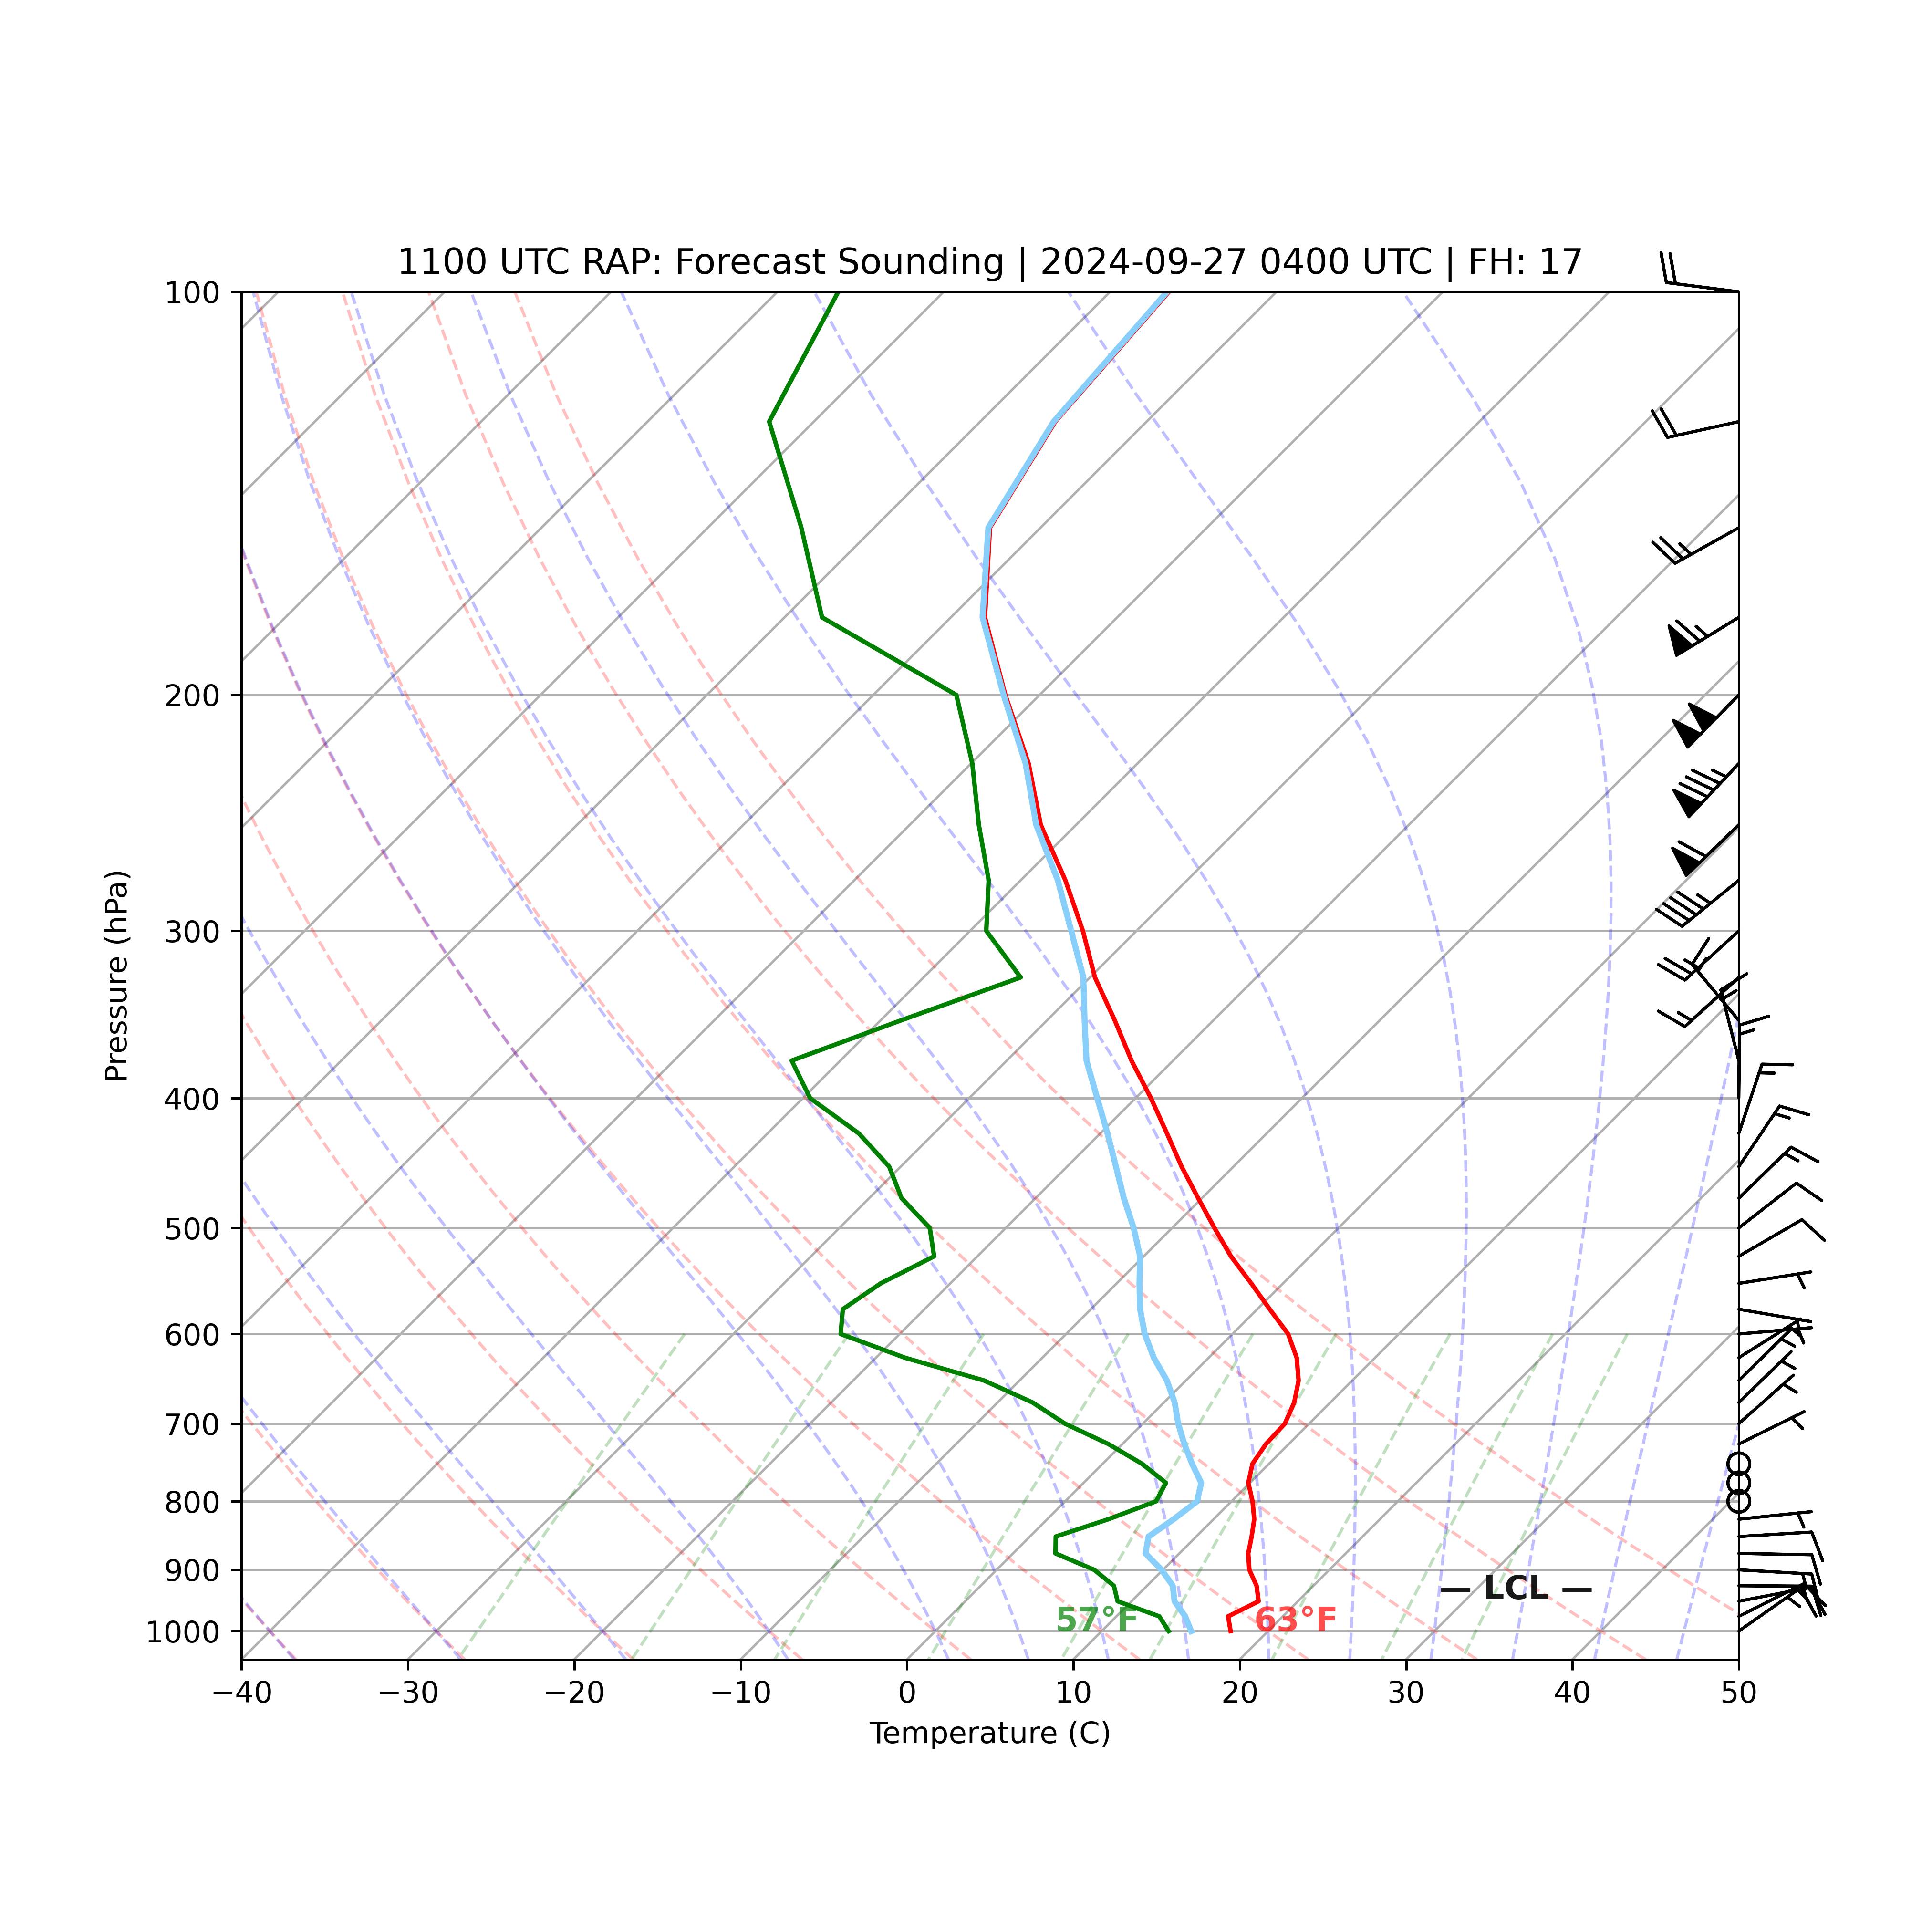 1100 UTC RAP: Forecast Sounding | 2024-09-27 0400 UTC | FH: 17
100
200
300
400
500
600
700
800
900
1000
Pressure (hPa)
— LCL —
57°F 63°F
−40 −30 −20 −10 0 10 20 30 40 50
Temperature (C)